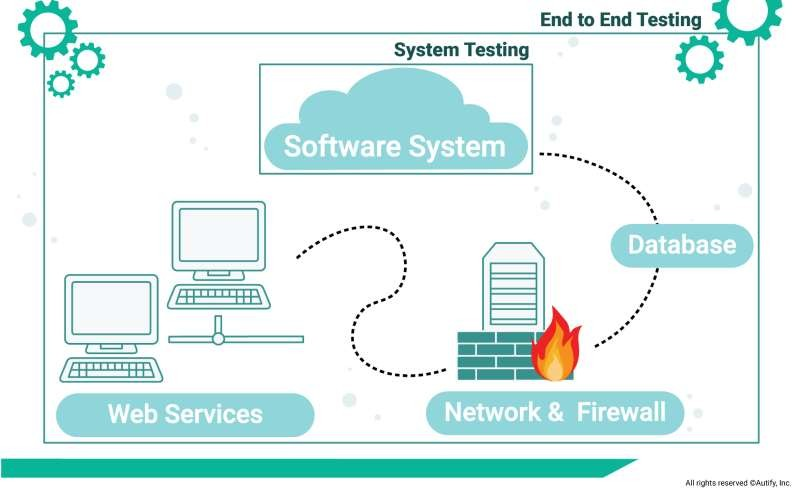 End to End Testing
System Testing
Software System
Database
Web Services
Network & Firewall
All rights reserved ©Autify, Inc.